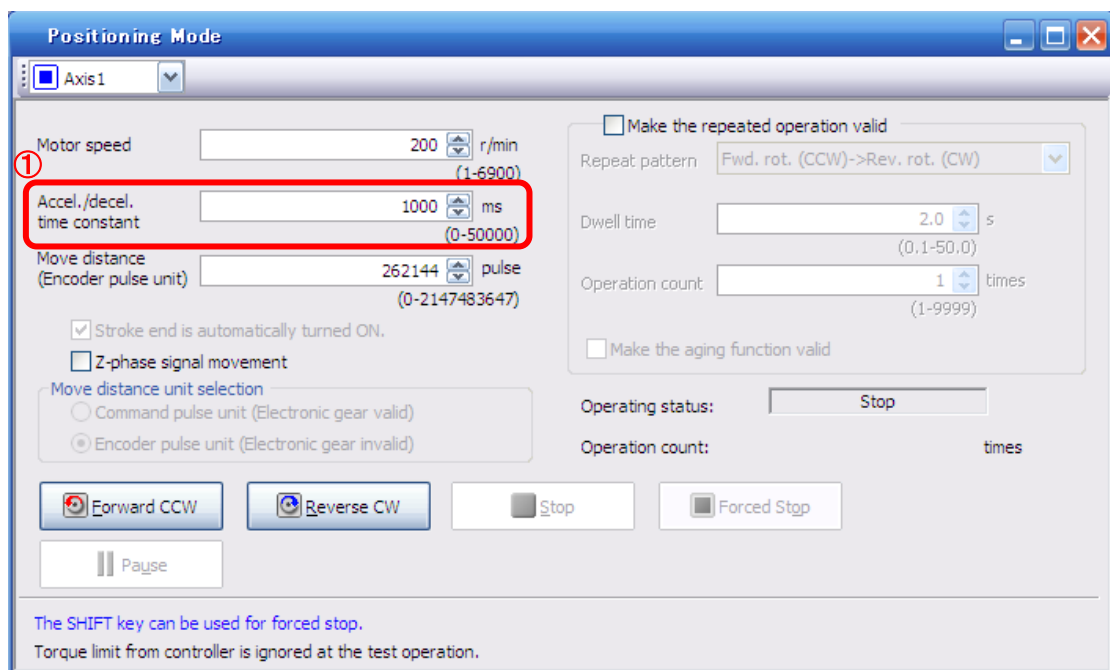 Positioning Mode
Axis1
①
Motor speed
200
r/min
(1-6900)
Accel./decel.
time constant
1000
ms
(0-50000)
Move distance
(Encoder pulse unit)
262144
pulse
(0-2147483647)
Stroke end is automatically turned ON.
Z-phase signal movement
Move distance unit selection
Command pulse unit (Electronic gear valid)
Encoder pulse unit (Electronic gear invalid)
Make the repeated operation valid
Repeat pattern
Fwd. rot. (CCW)->Rev. rot. (CW)
Dwell time
2.0
s
(0.1-50.0)
Operation count
1
times
(1-9999)
Make the aging function valid
Operating status:
Stop
Operation count:
times
Forward CCW
Reverse CW
Stop
Forced Stop
Pause
The SHIFT key can be used for forced stop.
Torque limit from controller is ignored at the test operation.